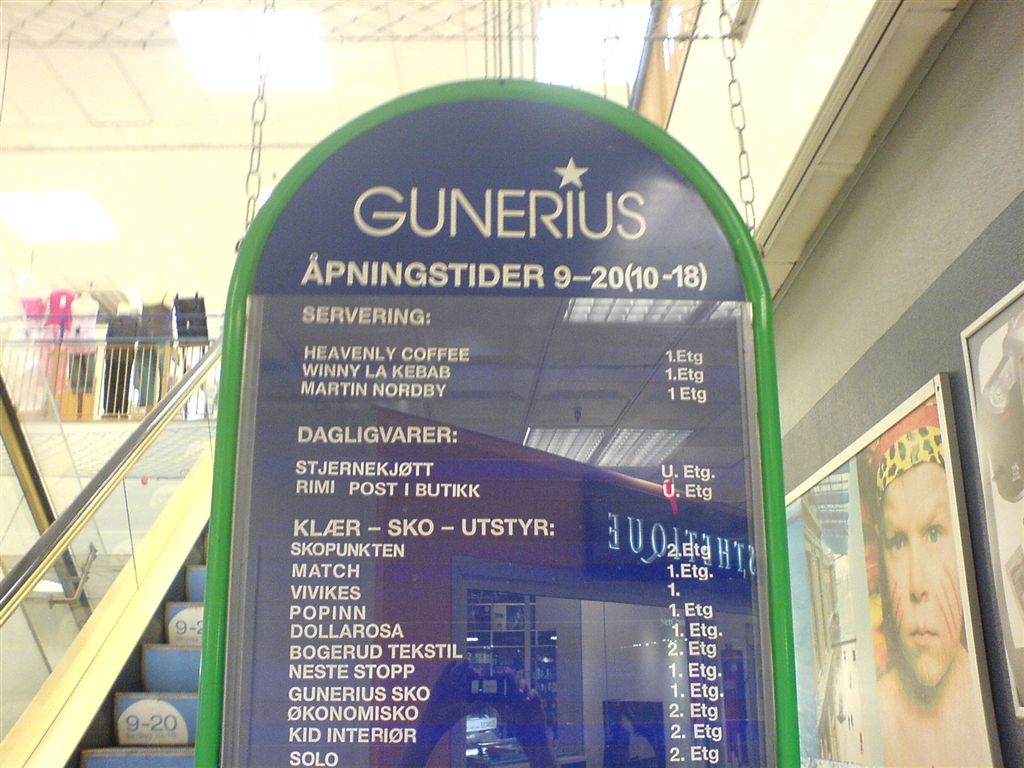 GUNERIUS
ÅPNINGSTIDER 9–20(10-18)
SERVERING:
HEAVENLY COFFEE 1.Etg
WINNY LA KEBAB 1.Etg
MARTIN NORDBY 1 Etg
DAGLIGVARER:
STJERNEKJØTT U. Etg.
RIMI POST I BUTIKK U. Etg
KLÆR – SKO – UTSTYR:
SKOPUNKTEN 2.Etg
MATCH 1.Etg.
VIVIKES 1.
POPINN 1. Etg
DOLLAROSA 1. Etg.
BOGERUD TEKSTIL 2. Etg
NESTE STOPP 1. Etg.
GUNERIUS SKO 1. Etg.
ØKONOMISKO 2. Etg
KID INTERIØR 2. Etg
SOLO 2. Etg
9-2
9-20